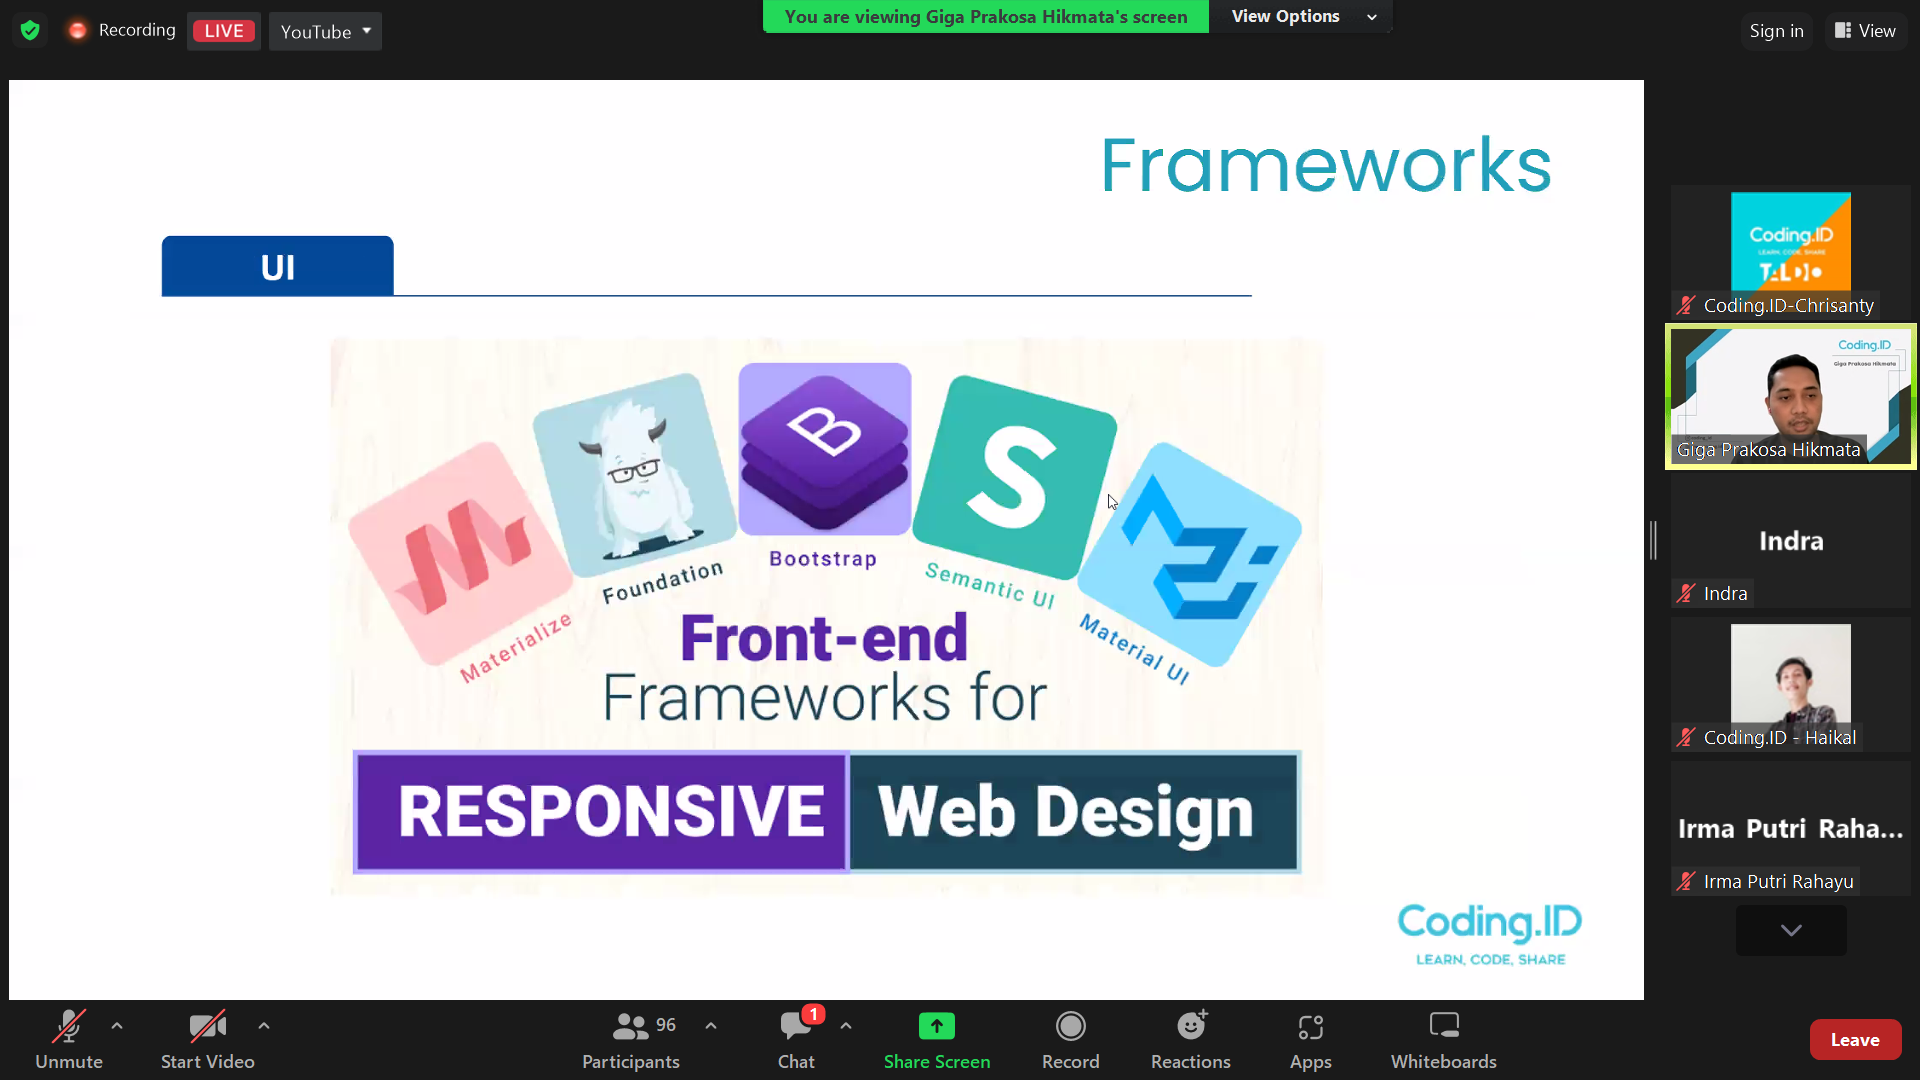 Recording
LIVE
YouTube
You are viewing Giga Prakosa Hikmata's screen
View Options
Sign in
View
Frameworks
UI
Materialize
Foundation
B
Bootstrap
S
Semantic UI
Material UI
Front-end
Frameworks for
RESPONSIVE
Web Design
Coding.ID
LEARN, CODE, SHARE
Coding.ID
LEARN, CODE, SHARE
Coding.ID-Chrisanty
Coding.ID
Giga Prakosa Hikmata
Giga Prakosa Hikmata
Indra
Indra
Coding.ID - Haikal
Irma Putri Raha...
Irma Putri Rahayu
Unmute
Start Video
96
Participants
1
Chat
Share Screen
Record
Reactions
Apps
Whiteboards
Leave